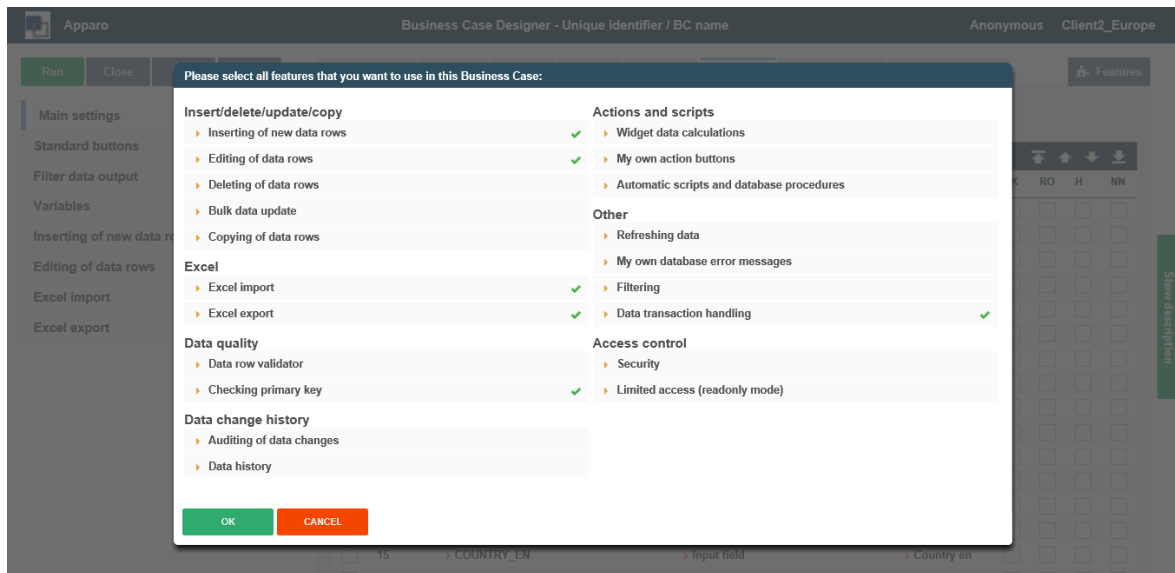 Apparo
Business Case Designer - Unique identifier / BC name
Anonymous Client2_Europe
Run Close
Features
Please select all features that you want to use in this Business Case:
Main settings
Standard buttons
Filter data output
Variables
Inserting of new data ro
Editing of data rows
Excel import
Excel export
Insert/delete/update/copy
Inserting of new data rows
Editing of data rows
Deleting of data rows
Bulk data update
Copying of data rows
Excel
Excel import
Excel export
Data quality
Data row validator
Checking primary key
Data change history
Auditing of data changes
Data history
Actions and scripts
Widget data calculations
My own action buttons
Automatic scripts and database procedures
Other
Refreshing data
My own database error messages
Filtering
Data transaction handling
Access control
Security
Limited access (readonly mode)
OK CANCEL
K RO H NN
Show description
15 COUNTRY_EN Input field Country en